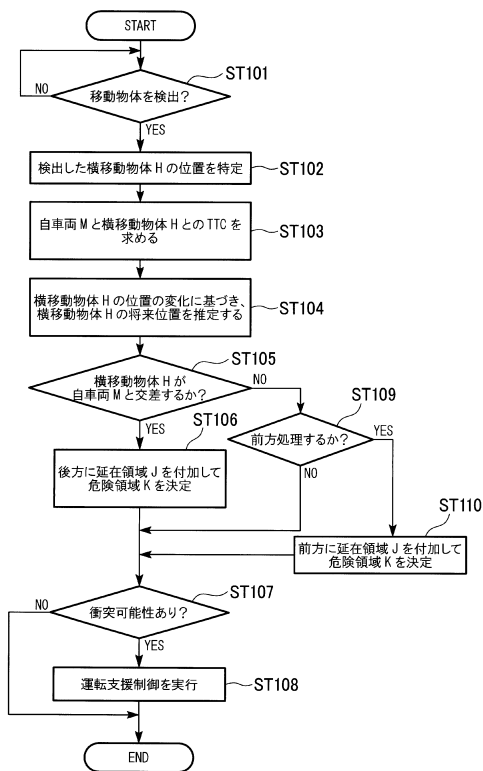 START
ST101
移動物体を検出?
NO
YES
検出した横移動物体Hの位置を特定
ST102
自車両Mと横移動物体HとのTTCを
求める
ST103
横移動物体Hの位置の変化に基づき、
横移動物体Hの将来位置を推定する
ST104
ST105
横移動物体Hが
自車両Mと交差するか?
NO
YES
ST109
前方処理するか?
YES
NO
ST106
後方に延在領域Jを付加して
危険領域Kを決定
ST110
前方に延在領域Jを付加して
危険領域Kを決定
ST107
衝突可能性あり?
NO
YES
運転支援制御を実行
ST108
END